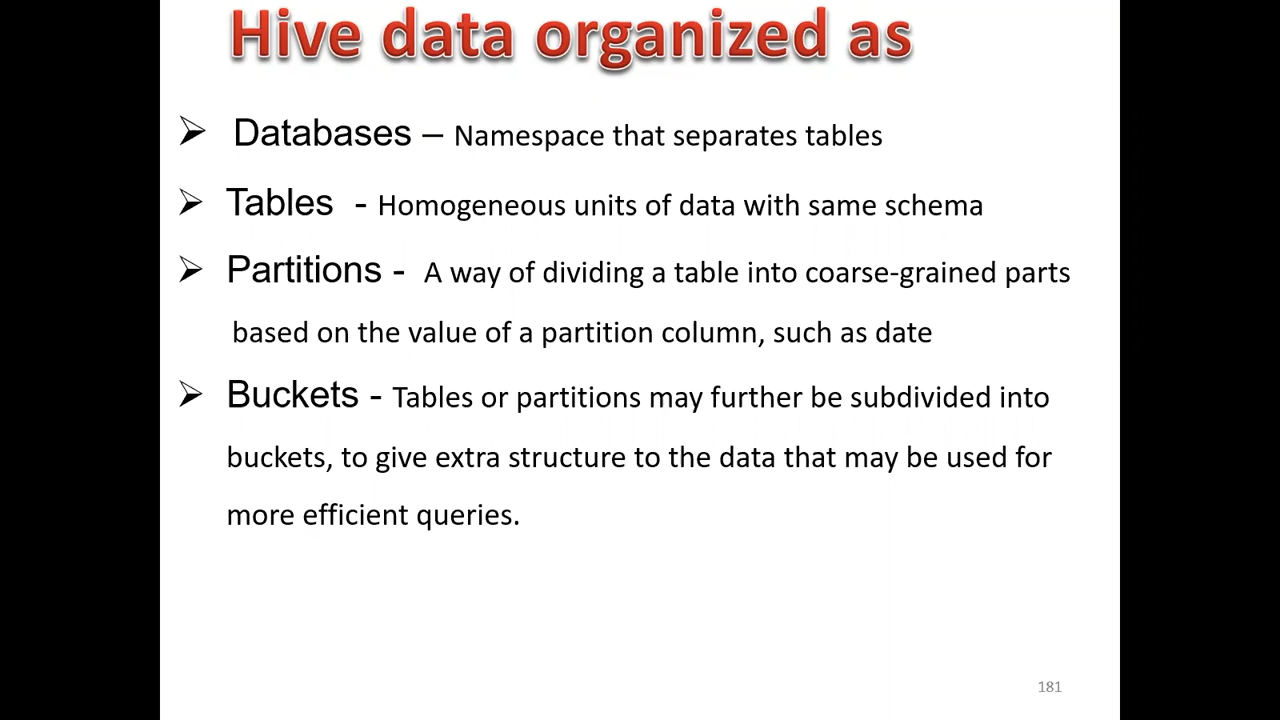 Hive data organized as
➢ Databases – Namespace that separates tables
➢ Tables - Homogeneous units of data with same schema
➢ Partitions - A way of dividing a table into coarse-grained parts
based on the value of a partition column, such as date
➢ Buckets - Tables or partitions may further be subdivided into
buckets, to give extra structure to the data that may be used for
more efficient queries.
181